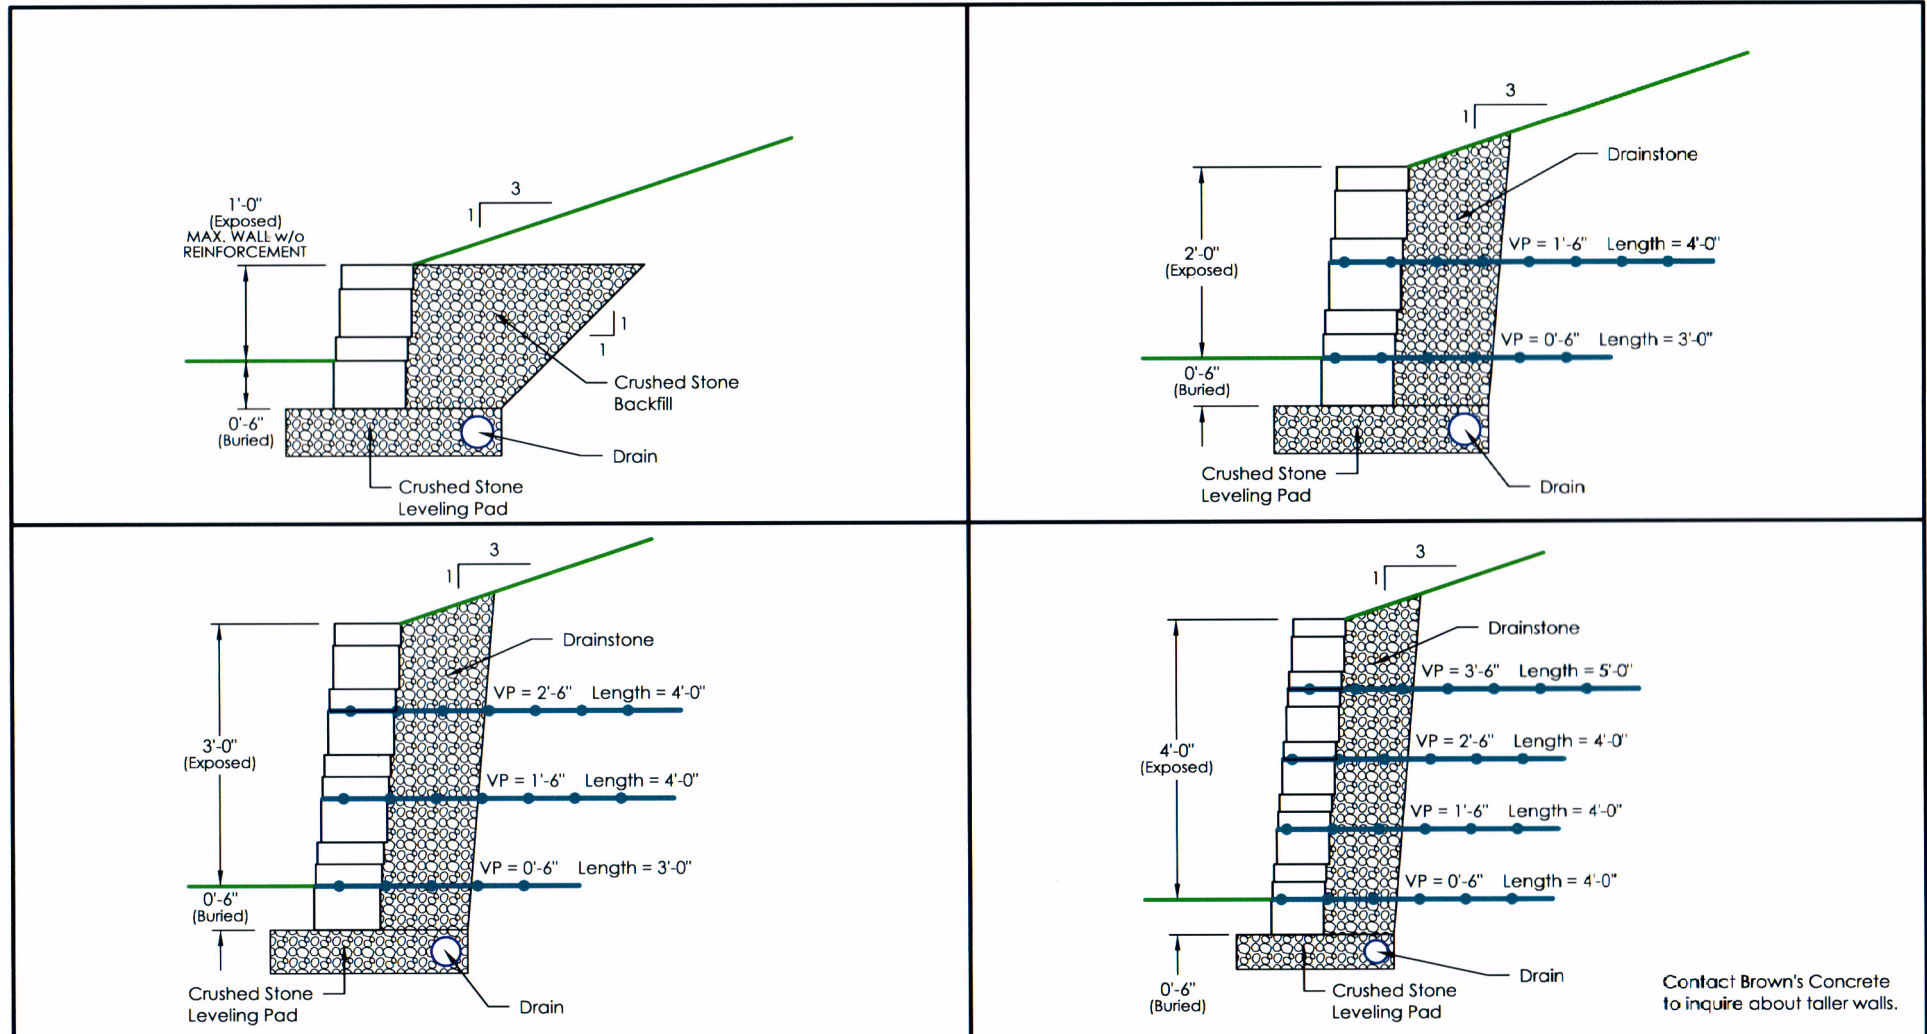 3
1
1'-0"
(Exposed)
MAX. WALL w/o
REINFORCEMENT
1
1
0'-6"
(Buried)
Crushed Stone
Backfill
Drain
Crushed Stone
Leveling Pad
3
1
Drainstone
2'-0"
(Exposed)
VP = 1'-6" Length = 4'-0"
VP = 0'-6" Length = 3'-0"
0'-6"
(Buried)
Crushed Stone
Leveling Pad
Drain
3
1
Drainstone
VP = 2'-6" Length = 4'-0"
3'-0"
(Exposed)
VP = 1'-6" Length = 4'-0"
VP = 0'-6" Length = 3'-0"
0'-6"
(Buried)
Crushed Stone
Leveling Pad
Drain
3
1
Drainstone
VP = 3'-6" Length = 5'-0"
VP = 2'-6" Length = 4'-0"
4'-0"
(Exposed)
VP = 1'-6" Length = 4'-0"
VP = 0'-6" Length = 4'-0"
0'-6"
(Buried)
Drain
Crushed Stone
Leveling Pad
Contact Brown's Concrete
to inquire about taller walls.